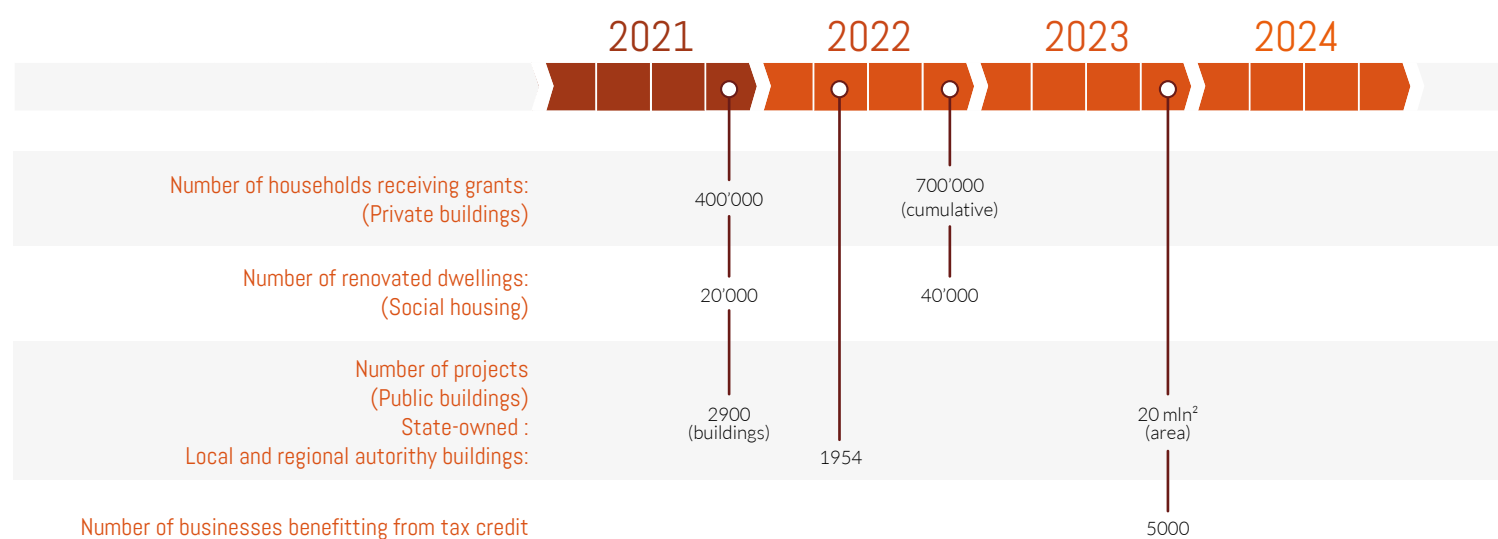 2021
2022
2023
2024
Number of households receiving grants:
(Private buildings)
400’000
700’000
(cumulative)
Number of renovated dwellings:
(Social housing)
20’000
40’000
Number of projects
(Public buildings)
State-owned :
Local and regional autorithy buildings:
2900
(buildings)
1954
20 mln²
(area)
Number of businesses benefitting from tax credit
5000